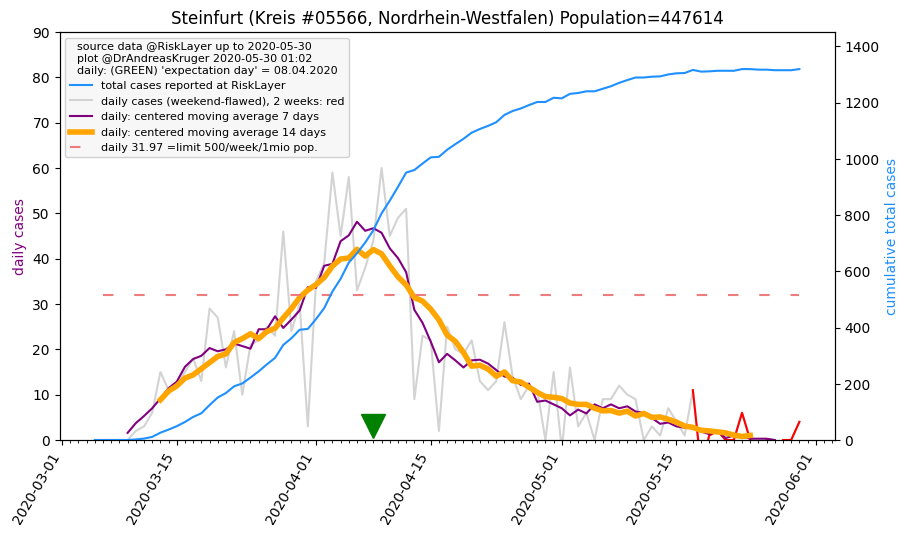 Steinfurt (Kreis #05566, Nordrhein-Westfalen) Population=447614
source data @RiskLayer up to 2020-05-30
plot @DrAndreasKruger 2020-05-30 01:02
daily: (GREEN) 'expectation day' = 08.04.2020
total cases reported at RiskLayer
daily cases (weekend-flawed), 2 weeks: red
daily: centered moving average 7 days
daily: centered moving average 14 days
daily 31.97 =limit 500/week/1mio pop.
daily cases
90
80
70
60
50
40
30
20
10
0
1400
1200
1000
800
600
400
200
0
cumulative total cases
2020-03-01
2020-03-15
2020-04-01
2020-04-15
2020-05-01
2020-05-15
2020-06-01